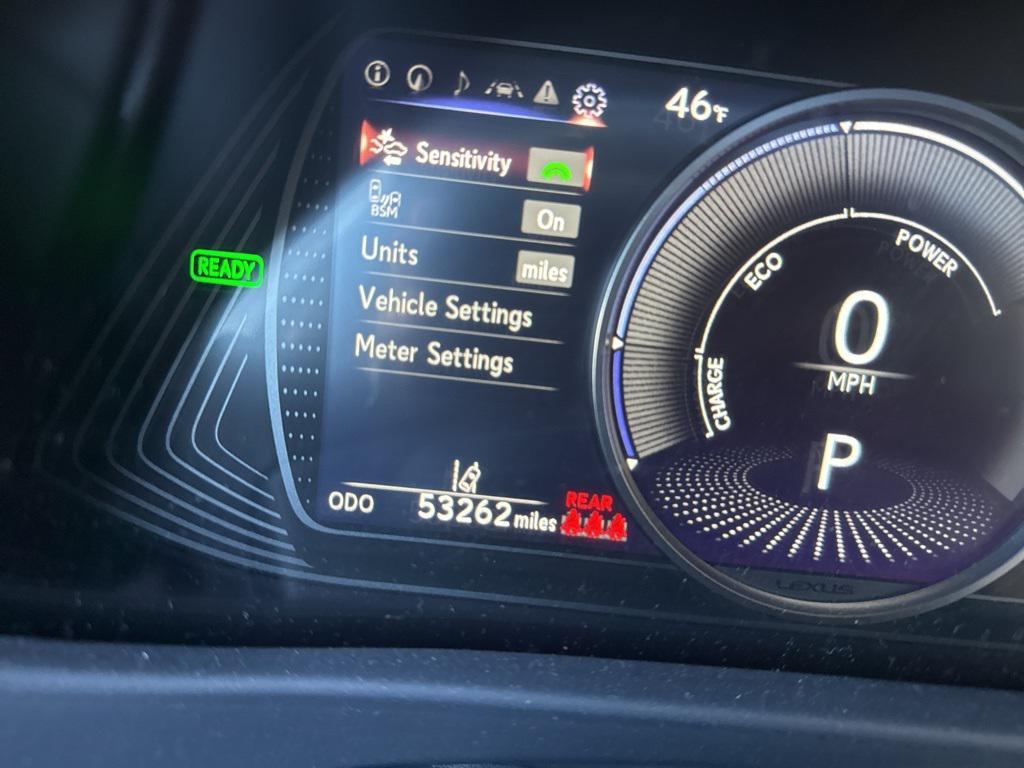 46°F
Sensitivity
BSM On
Units miles
Vehicle Settings
Meter Settings
READY
ODO 53262 miles
REAR
CHARGE
ECO
POWER
0
MPH
P
LEXUS